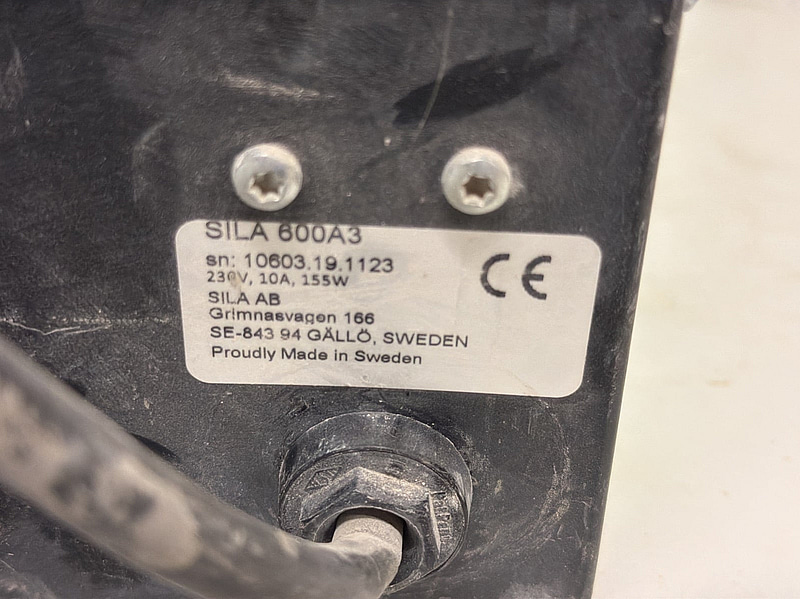 SILA 600A3
sn: 10603.19.1123
230V, 10A, 155W
SILA AB
Grimnasvagen 166
SE-843 94 GÄLLÖ, SWEDEN
Proudly Made in Sweden
CE